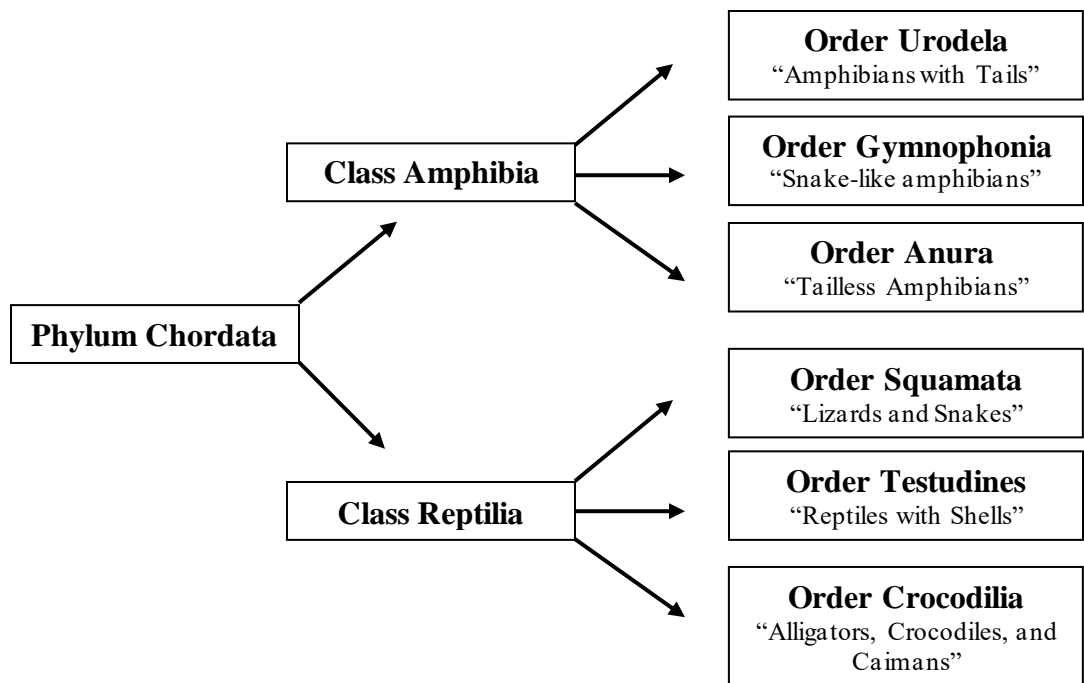 Order Urodela
“Amphibians with Tails”
Class Amphibia
Order Gymnophonia
“Snake-like amphibians”
Order Anura
“Tailless Amphibians”
Phylum Chordata
Order Squamata
“Lizards and Snakes”
Class Reptilia
Order Testudines
“Reptiles with Shells”
Order Crocodilia
“Alligators, Crocodiles, and
Caimans”